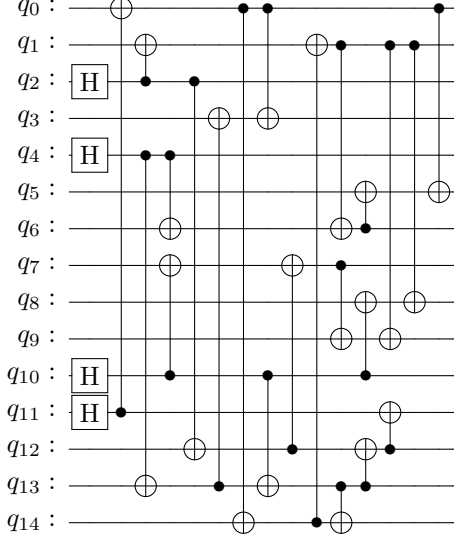 q0 :
q1 :
q2 : H
q3 :
q4 : H
q5 :
q6 :
q7 :
q8 :
q9 :
q10 : H
q11 : H
q12 :
q13 :
q14 :